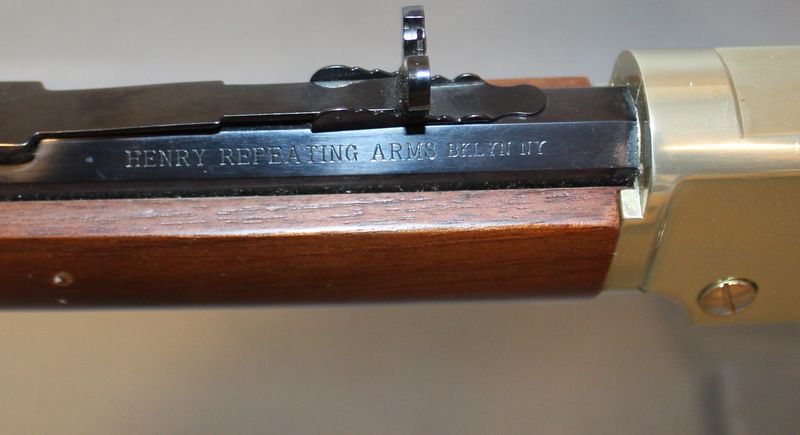 HENRY REPEATING ARMS BKLYN NY